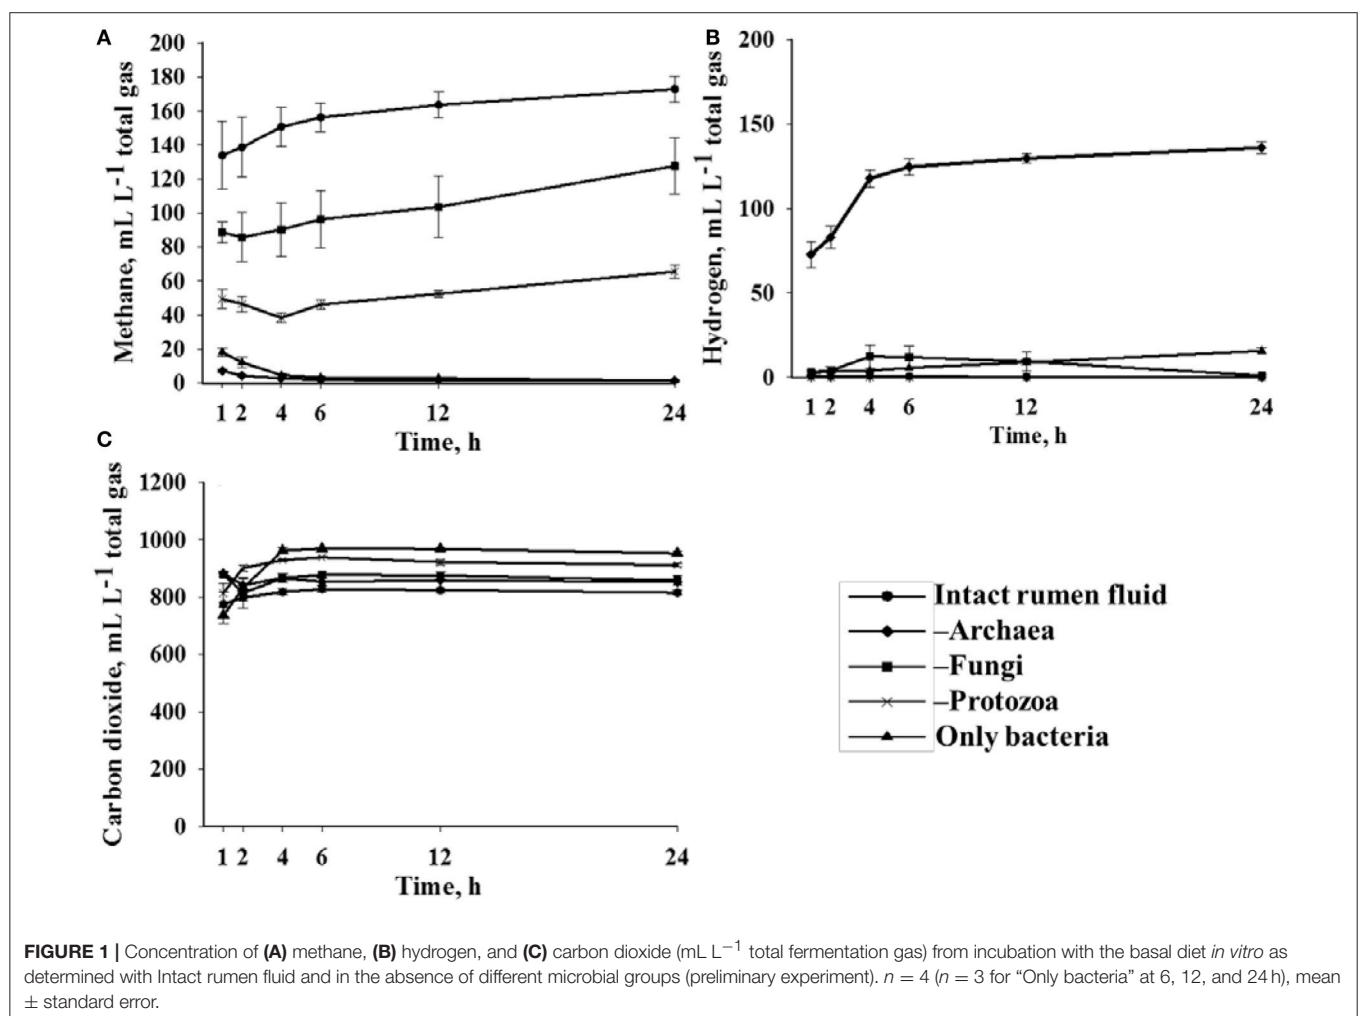 A
200
180
160
140
120
100
80
60
40
20
0
Methane, mL L-1 total gas
1 2 4 6 12 24
Time, h
B
200
150
100
50
0
Hydrogen, mL L-1 total gas
1 2 4 6 12 24
Time, h
C
1200
1000
800
600
400
200
0
Carbon dioxide, mL L-1 total gas
1 2 4 6 12 24
Time, h
Intact rumen fluid
–Archaea
–Fungi
–Protozoa
Only bacteria
FIGURE 1 | Concentration of (A) methane, (B) hydrogen, and (C) carbon dioxide (mL L−1 total fermentation gas) from incubation with the basal diet in vitro as
determined with Intact rumen fluid and in the absence of different microbial groups (preliminary experiment). n = 4 (n = 3 for “Only bacteria” at 6, 12, and 24 h), mean
± standard error.